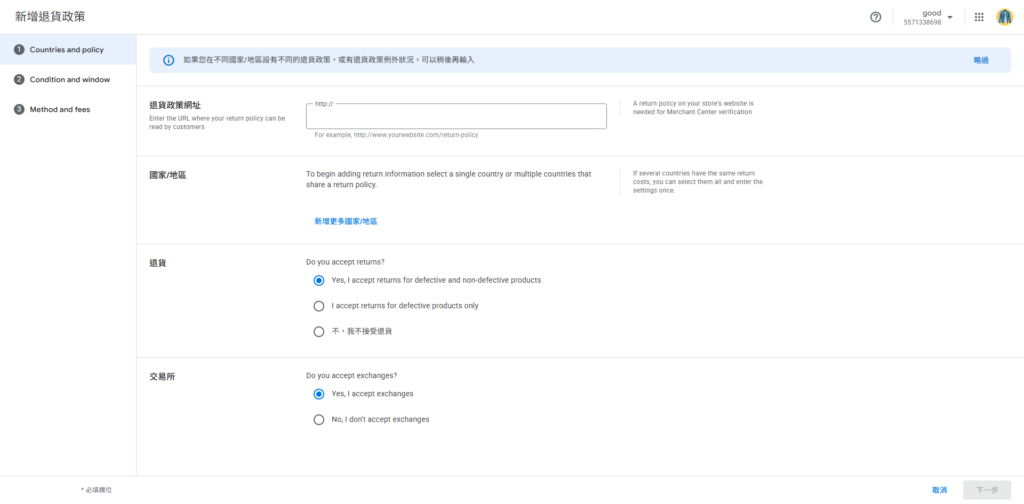 新增退貨政策
good
5571338698
1 Countries and policy
2 Condition and window
3 Method and fees
如果您在不同國家/地區設有不同的退貨政策，或有退貨政策例外狀況，可以稍後再輸入
略過
退貨政策網址
Enter the URL where your return policy can be
read by customers
http://
For example, http://www.yourwebsite.com/return-policy
A return policy on your store's website is
needed for Merchant Center verification
國家/地區
To begin adding return information select a single country or multiple countries that
share a return policy.
If several countries have the same return
costs, you can select them all and enter the
settings once.
新增更多國家/地區
退貨
Do you accept returns?
Yes, I accept returns for defective and non-defective products
I accept returns for defective products only
不，我不接受退貨
交易所
Do you accept exchanges?
Yes, I accept exchanges
No, I don't accept exchanges
* 必填欄位
取消
下一步